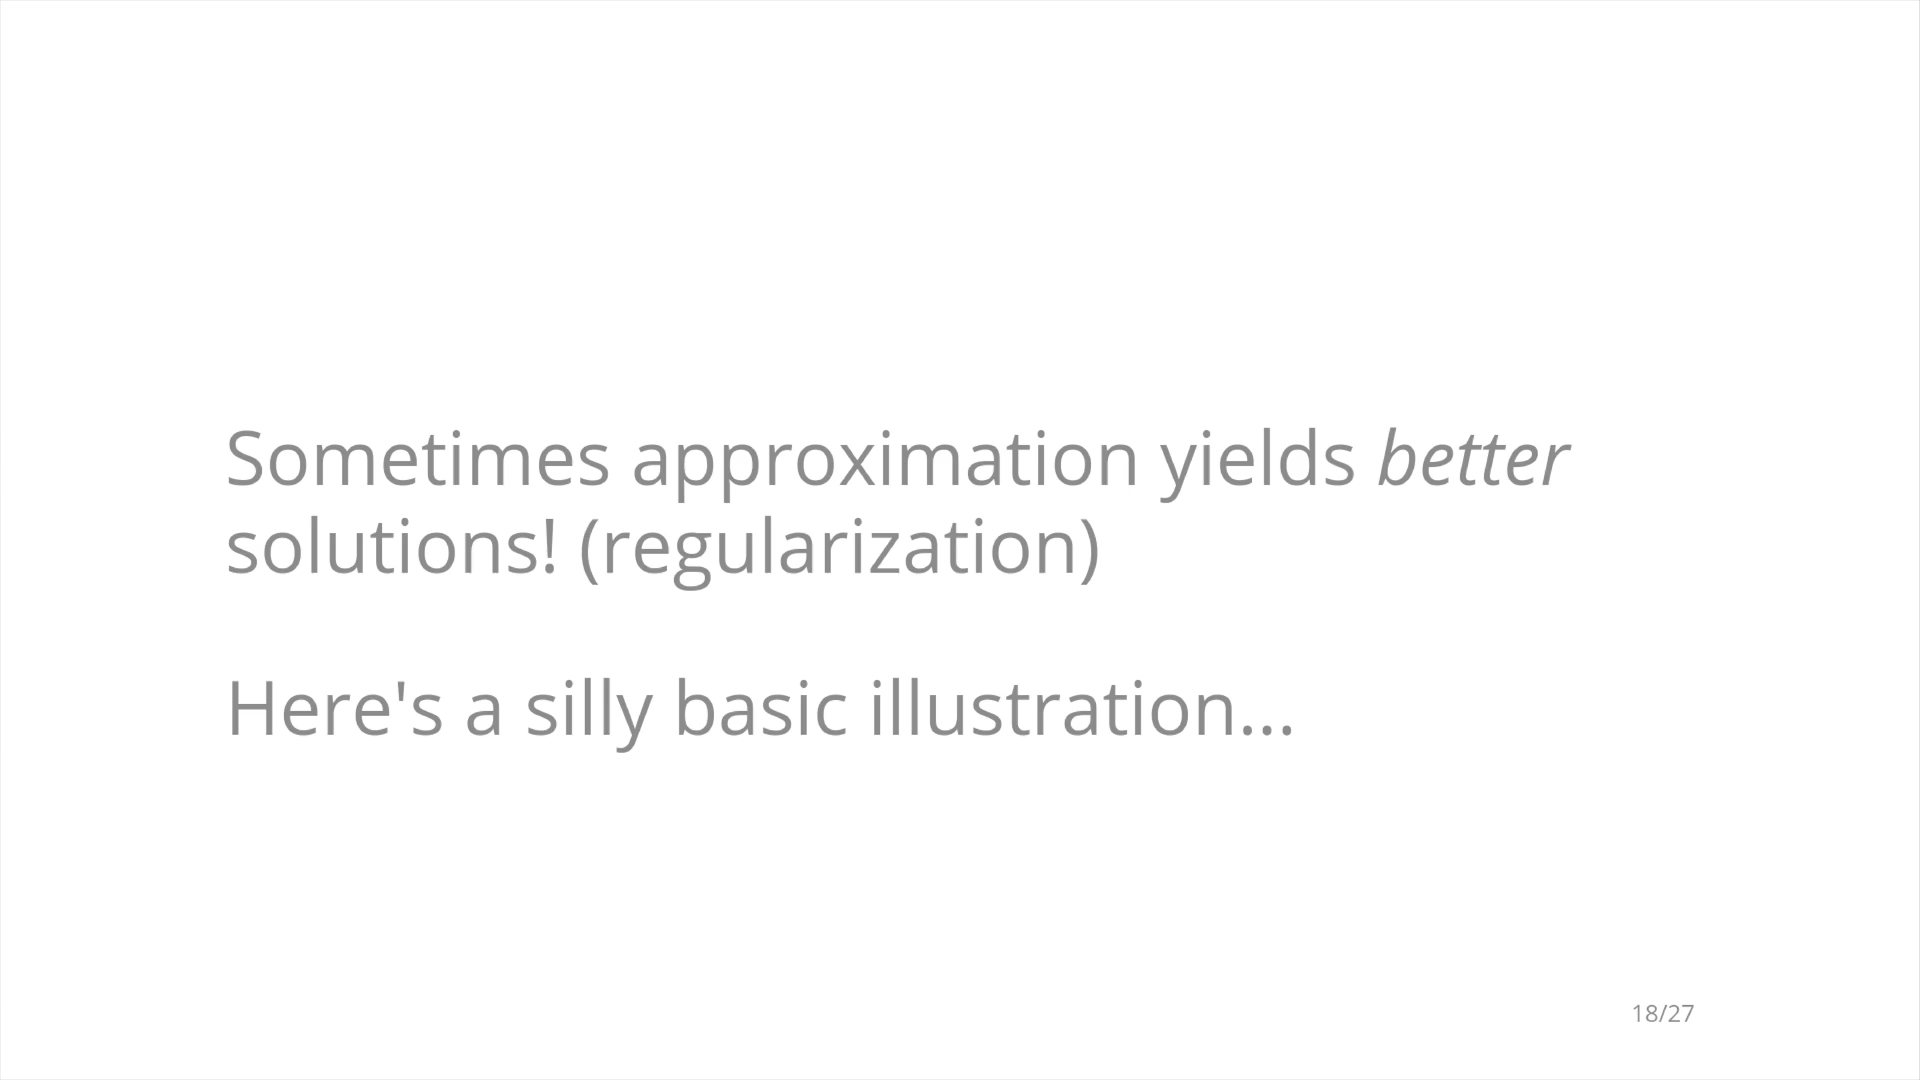 Sometimes approximation yields better
solutions! (regularization)
Here's a silly basic illustration...
18/27